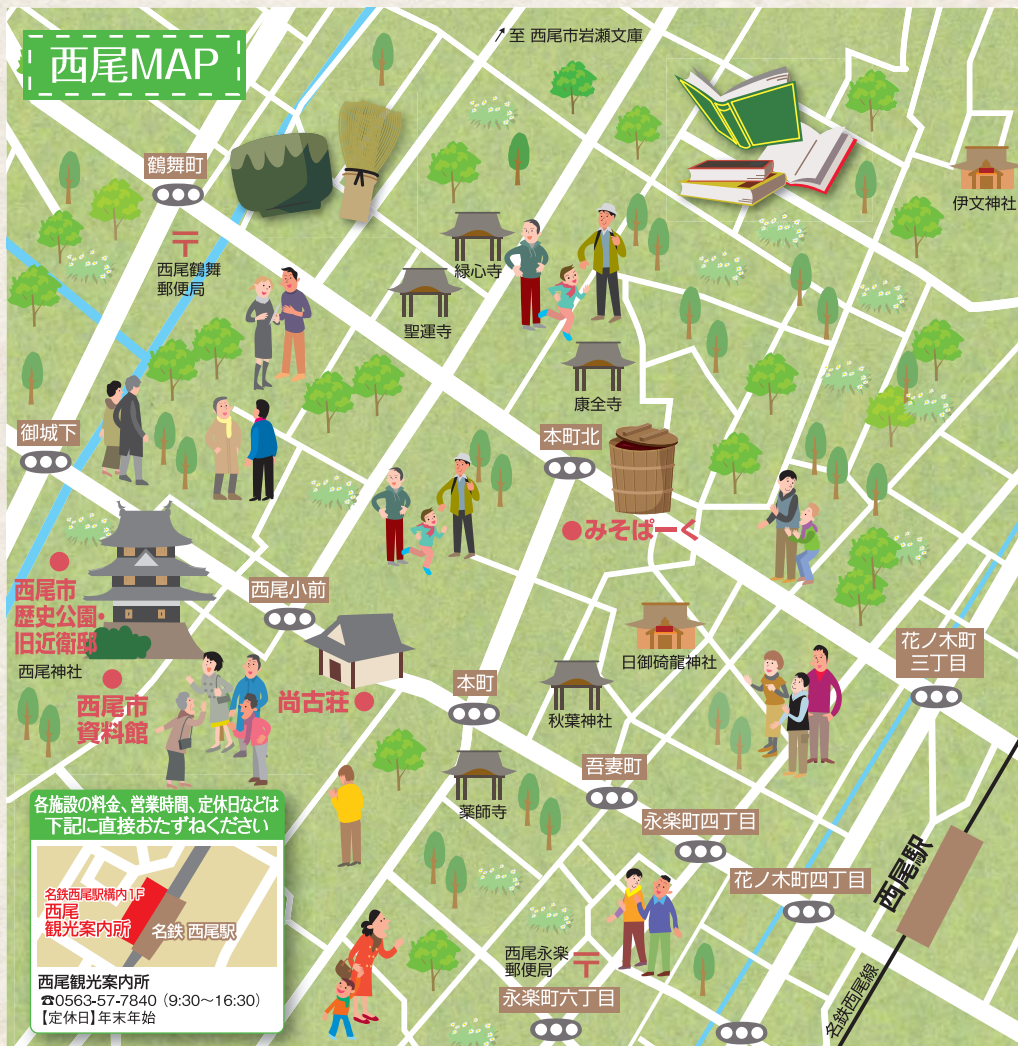 西尾MAP
↗至 西尾市岩瀬文庫
鶴舞町
伊文神社
西尾鶴舞
郵便局
縁心寺
聖運寺
康全寺
御城下
本町北
みそぱーく
西尾市
歴史公園・
旧近衛邸
西尾神社
西尾小前
日御碕龍神社
花ノ木町
三丁目
西尾市
資料館
尚古荘
本町
秋葉神社
吾妻町
薬師寺
永楽町四丁目
花ノ木町四丁目
西尾駅
各施設の料金、営業時間、定休日などは
下記に直接おたずねください
名鉄西尾駅構内1F
西尾
観光案内所
名鉄 西尾駅
西尾観光案内所
☎0563-57-7840（9:30〜16:30）
【定休日】年末年始
西尾永楽
郵便局
永楽町六丁目
名鉄西尾線